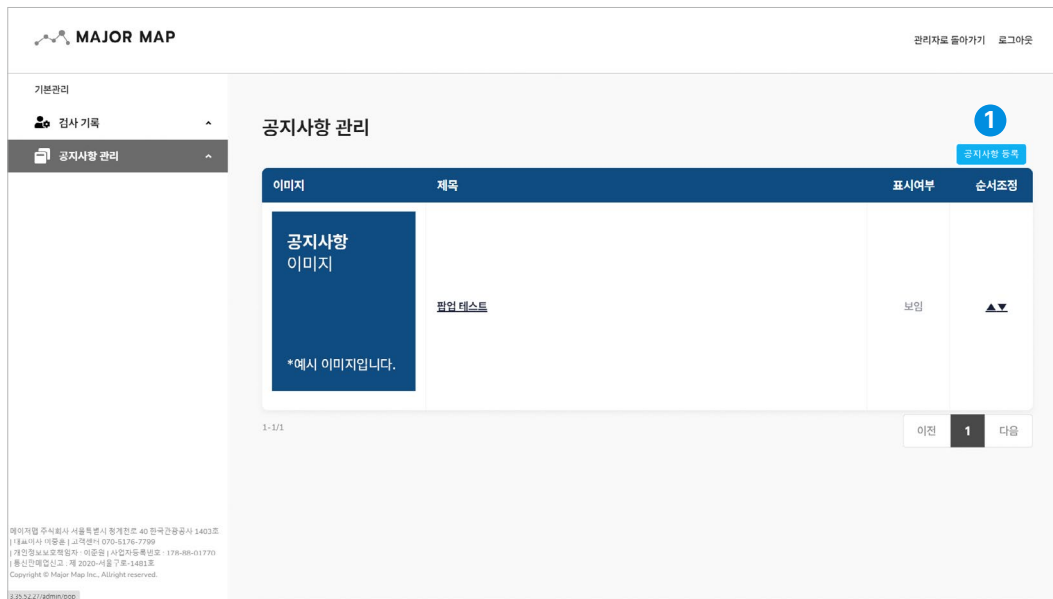 MAJOR MAP
관리자로 돌아가기 로그아웃
기본관리
검사 기록
공지사항 관리
공지사항 관리
1
공지사항 등록
이미지 제목 표시여부 순서조정
공지사항
이미지
*예시 이미지입니다.
팝업 테스트
보임
▲▼
1-1/1
이전 1 다음
메이저맵 주식회사 서울특별시 청계천로 40 한국관광공사 1403호
| 대표이사 이중훈 | 고객센터 070-5176-7799
| 개인정보보호책임자 : 이준원 | 사업자등록번호 : 178-88-01770
| 통신판매업신고 : 제 2020-서울구로-1481호
Copyright © Major Map Inc., Allright reserved.
3.35.52.27/admin/pop